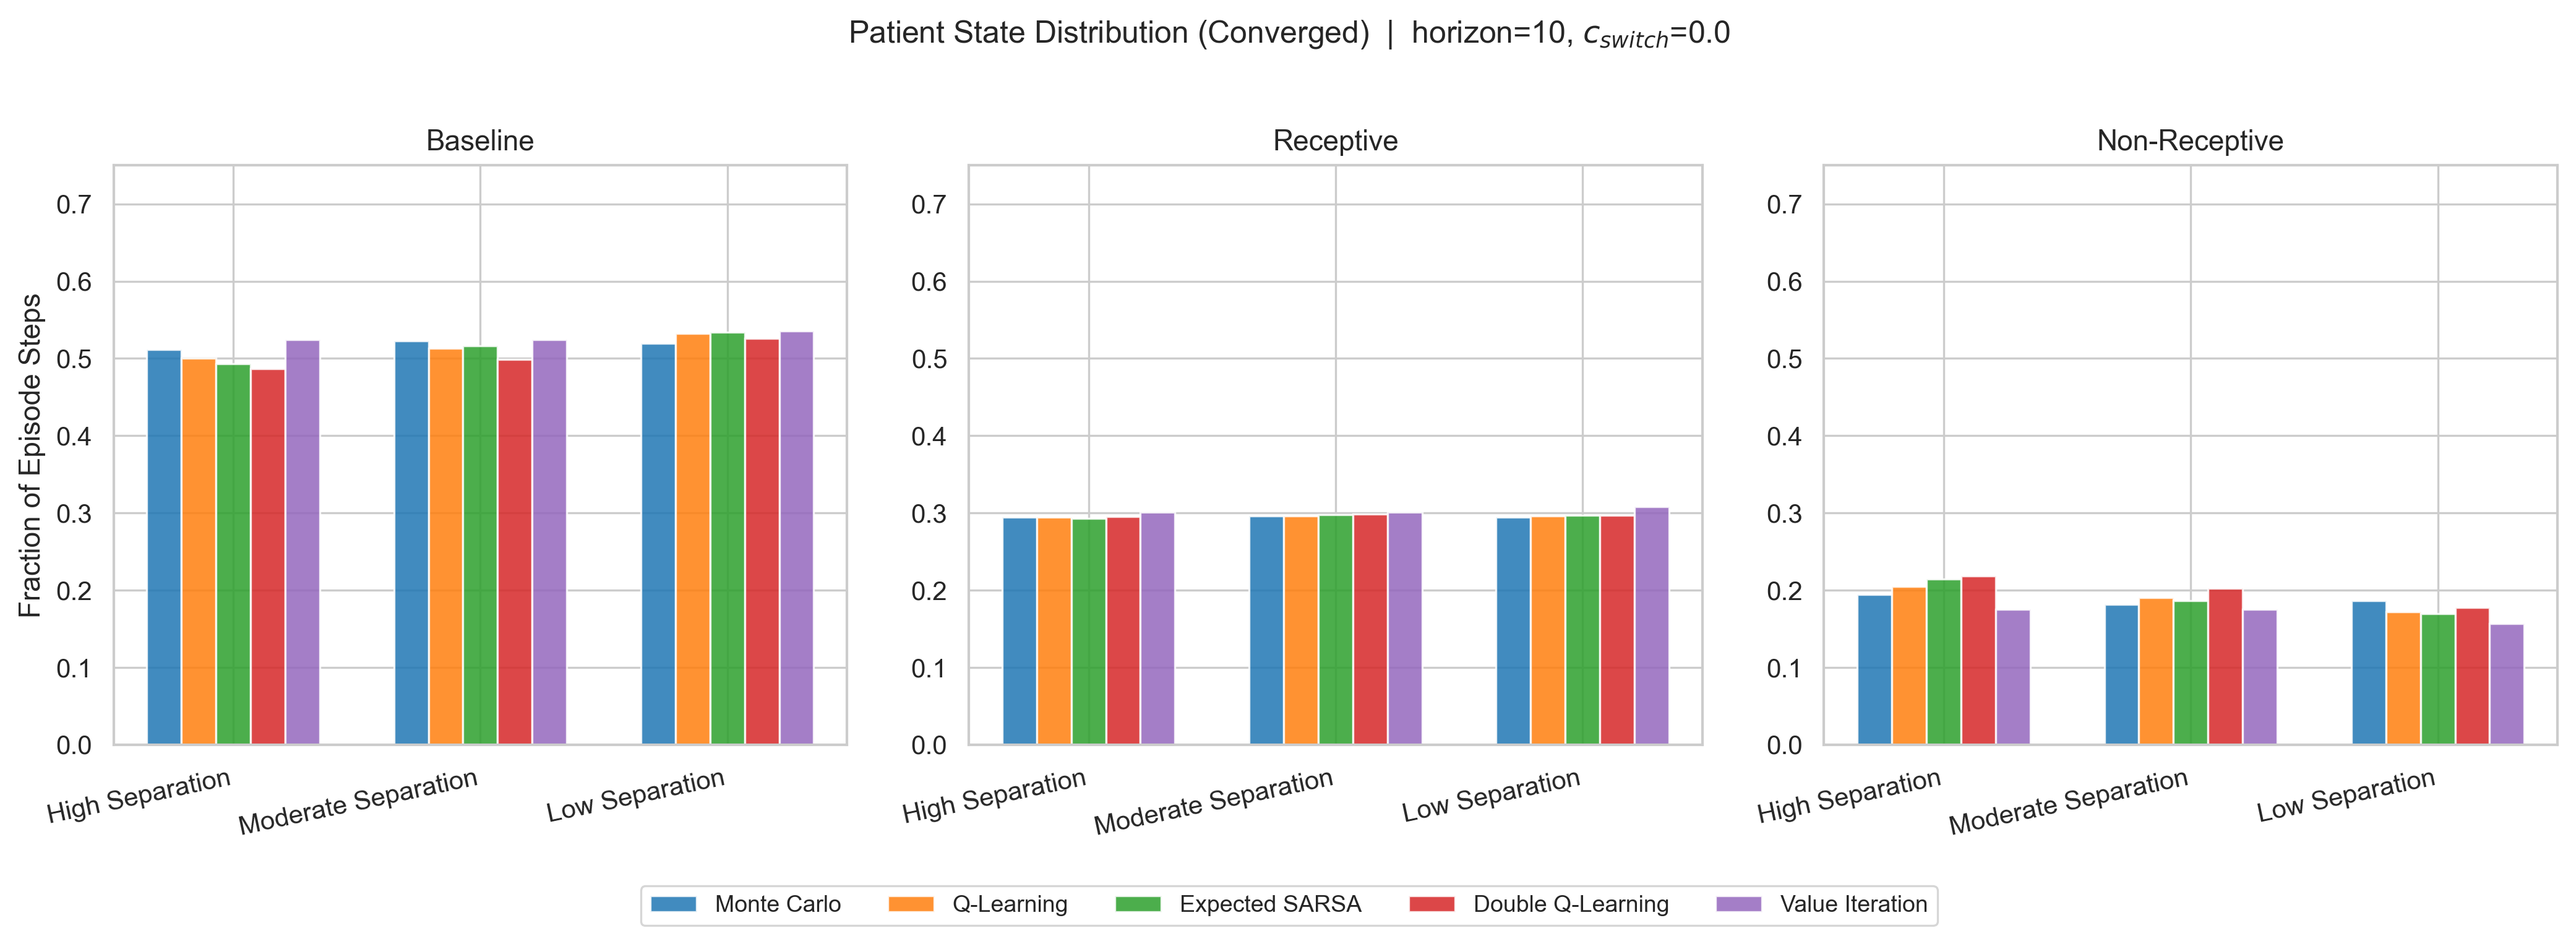 Patient State Distribution (Converged) | horizon=10, c_switch=0.0
Baseline
Receptive
Non-Receptive
Fraction of Episode Steps
0.7
0.6
0.5
0.4
0.3
0.2
0.1
0.0
High Separation
Moderate Separation
Low Separation
0.7
0.6
0.5
0.4
0.3
0.2
0.1
0.0
High Separation
Moderate Separation
Low Separation
0.7
0.6
0.5
0.4
0.3
0.2
0.1
0.0
High Separation
Moderate Separation
Low Separation
Monte Carlo
Q-Learning
Expected SARSA
Double Q-Learning
Value Iteration